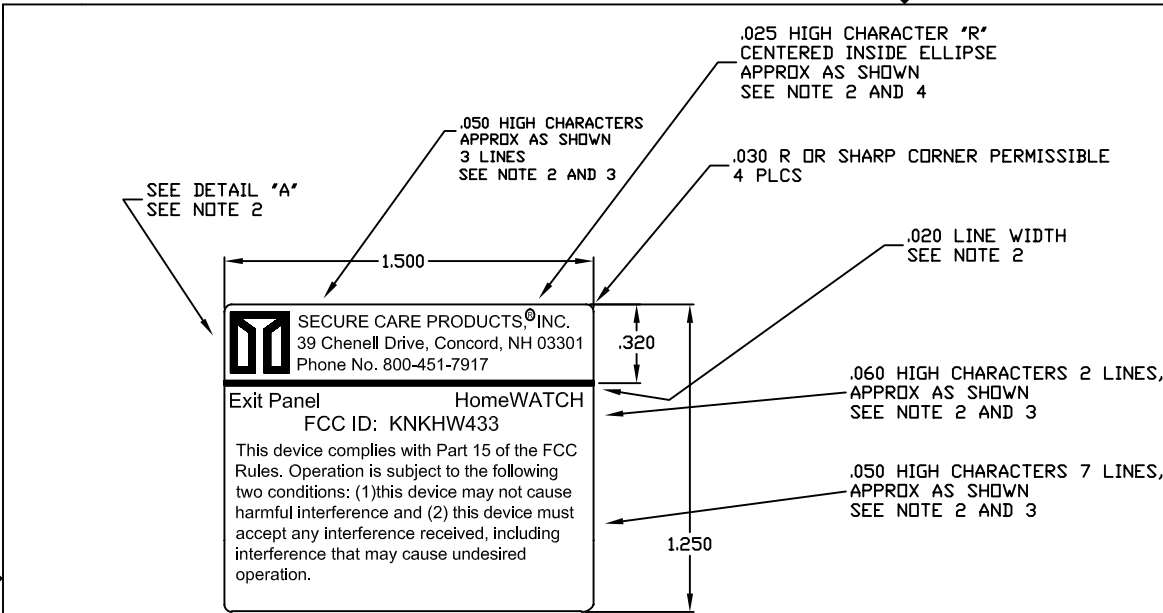 .025 HIGH CHARACTER "R"
CENTERED INSIDE ELLIPSE
APPROX AS SHOWN
SEE NOTE 2 AND 4
.050 HIGH CHARACTERS
APPROX AS SHOWN
3 LINES
SEE NOTE 2 AND 3
.030 R OR SHARP CORNER PERMISSIBLE
4 PLCS
SEE DETAIL "A"
SEE NOTE 2
.020 LINE WIDTH
SEE NOTE 2
1.500
SECURE CARE PRODUCTS,® INC.
39 Chenell Drive, Concord, NH 03301
Phone No. 800-451-7917
.320
.060 HIGH CHARACTERS 2 LINES,
APPROX AS SHOWN
SEE NOTE 2 AND 3
Exit Panel HomeWATCH
FCC ID: KNKHW433
This device complies with Part 15 of the FCC
Rules. Operation is subject to the following
two conditions: (1)this device may not cause
harmful interference and (2) this device must
accept any interference received, including
interference that may cause undesired
operation.
.050 HIGH CHARACTERS 7 LINES,
APPROX AS SHOWN
SEE NOTE 2 AND 3
1.250